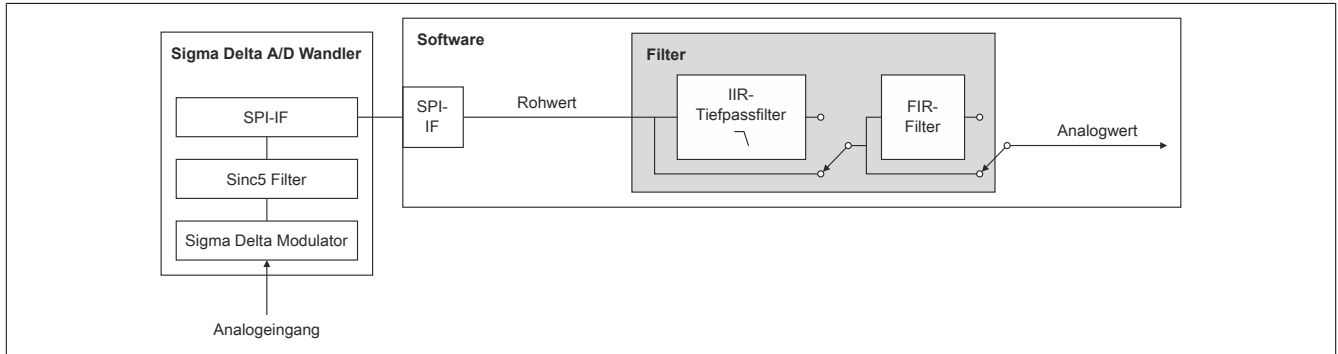 Sigma Delta A/D Wandler
SPI-IF
Sinc5 Filter
Sigma Delta Modulator
Analogeingang
Software
SPI-
IF
Rohwert
Filter
IIR-
Tiefpassfilter
FIR-
Filter
Analogwert